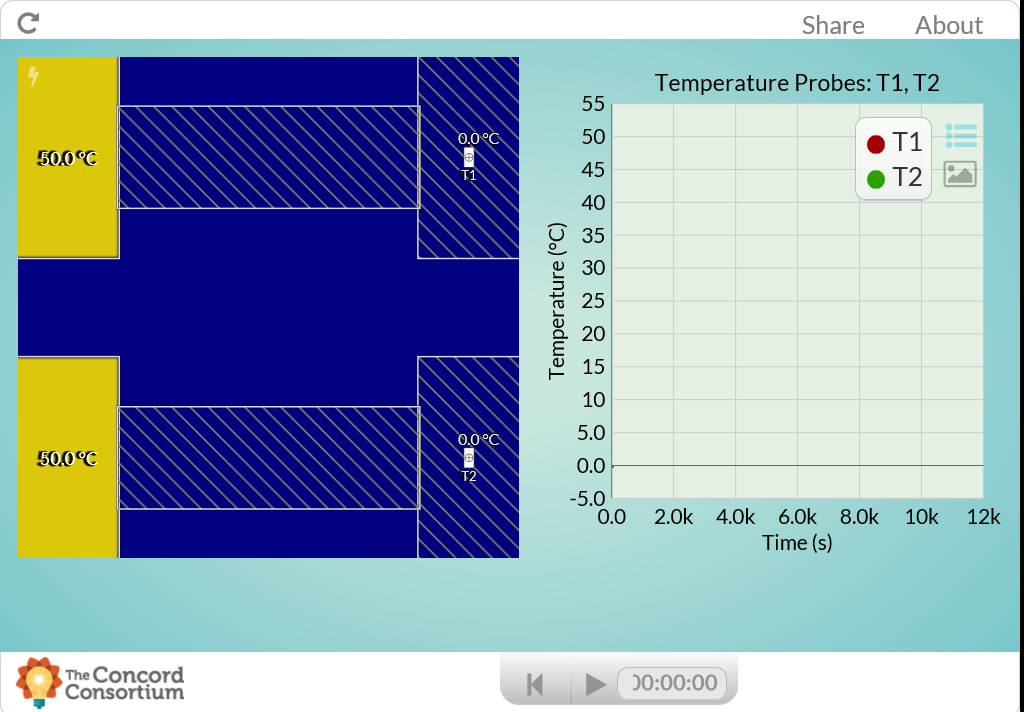 Share About
50.0 °C
0.0 °C
T1
50.0 °C
0.0 °C
T2
Temperature Probes: T1, T2
55
50
45
40
35
30
25
20
15
10
5.0
0.0
-5.0
Temperature (°C)
T1
T2
0.0 2.0k 4.0k 6.0k 8.0k 10k 12k
Time (s)
The Concord
Consortium
00:00:00